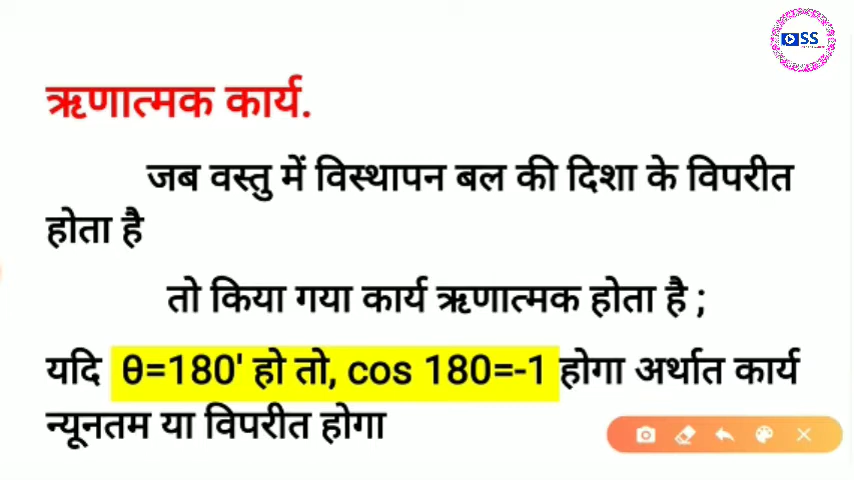 SS
ऋणात्मक कार्य.
जब वस्तु में विस्थापन बल की दिशा के विपरीत
होता है
तो किया गया कार्य ऋणात्मक होता है ;
यदि θ=180' हो तो, cos 180=-1 होगा अर्थात कार्य
न्यूनतम या विपरीत होगा